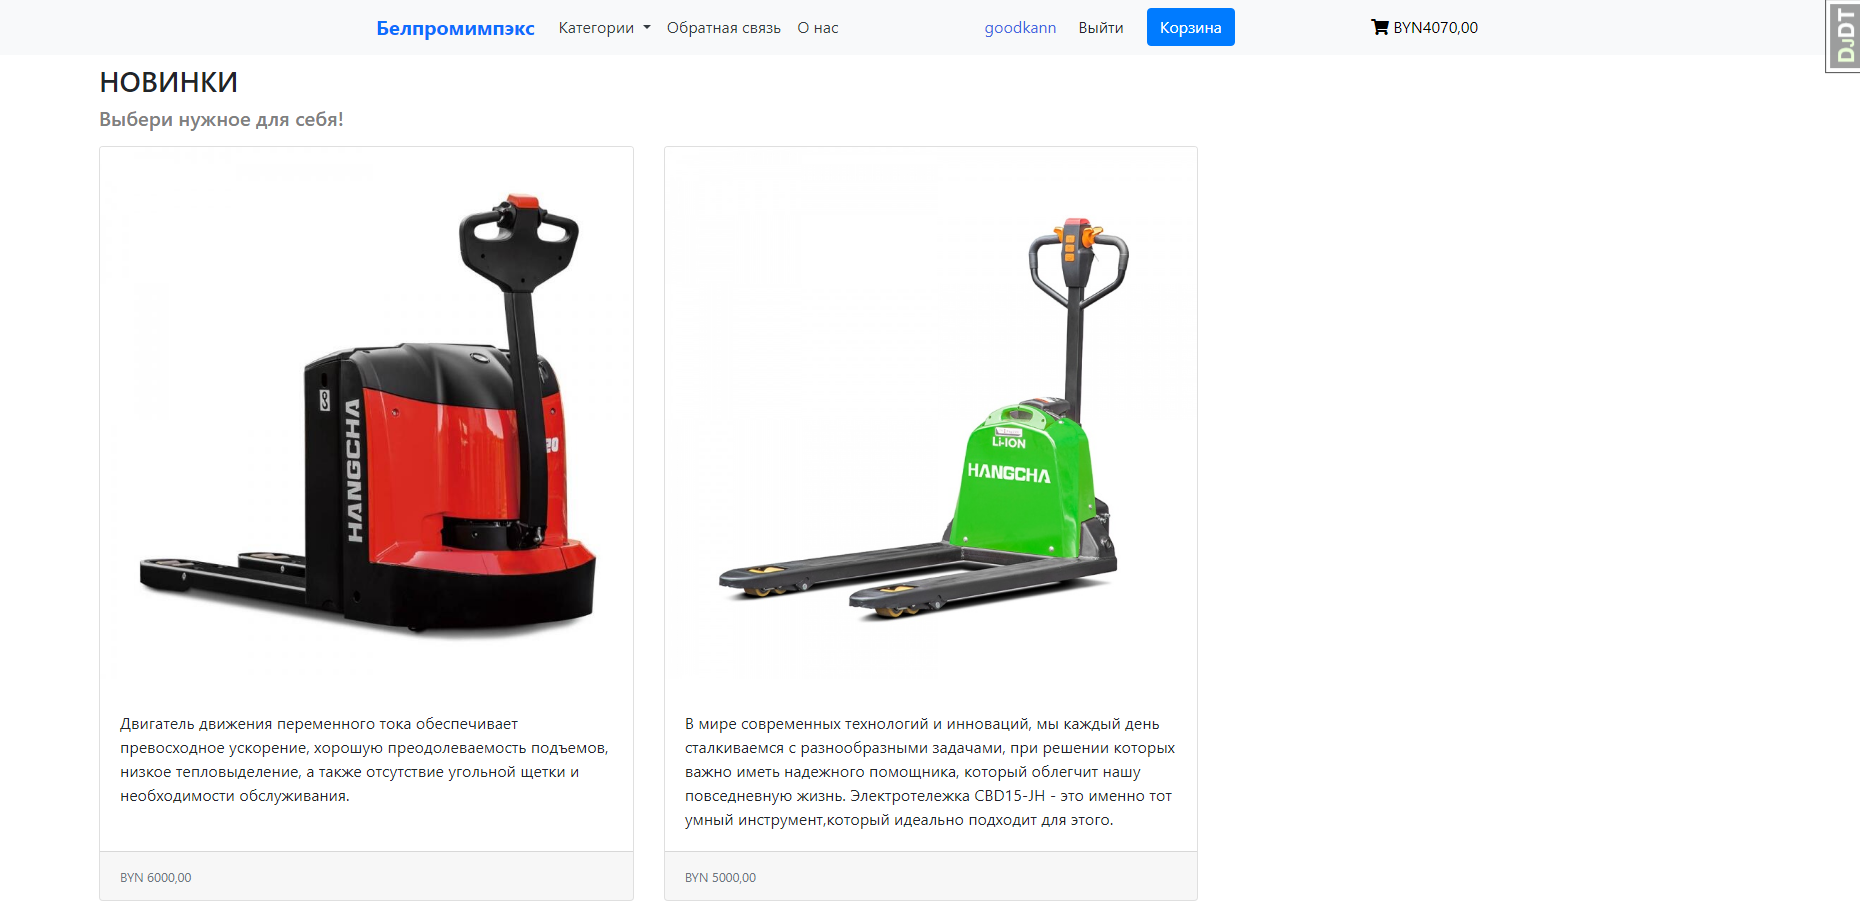 Белпромимпэкс Категории Обратная связь О нас goodkann Выйти Корзина BYN4070,00
DJDT
НОВИНКИ
Выбери нужное для себя!
HANGCHA
20
Li-ION
HANGCHA
Двигатель движения переменного тока обеспечивает
превосходное ускорение, хорошую преодолеваемость подъемов,
низкое тепловыделение, а также отсутствие угольной щетки и
необходимости обслуживания.
BYN 6000,00
В мире современных технологий и инноваций, мы каждый день
сталкиваемся с разнообразными задачами, при решении которых
важно иметь надежного помощника, который облегчит нашу
повседневную жизнь. Электротележка CBD15-JH - это именно тот
умный инструмент,который идеально подходит для этого.
BYN 5000,00